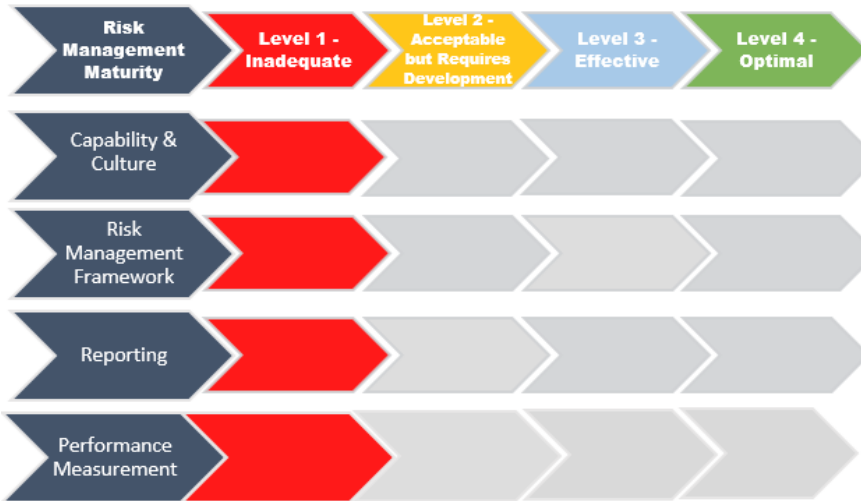 Risk
Management
Maturity
Level 1 -
Inadequate
Level 2 -
Acceptable
but Requires
Development
Level 3 -
Effective
Level 4 -
Optimal
Capability &
Culture
Risk
Management
Framework
Reporting
Performance
Measurement